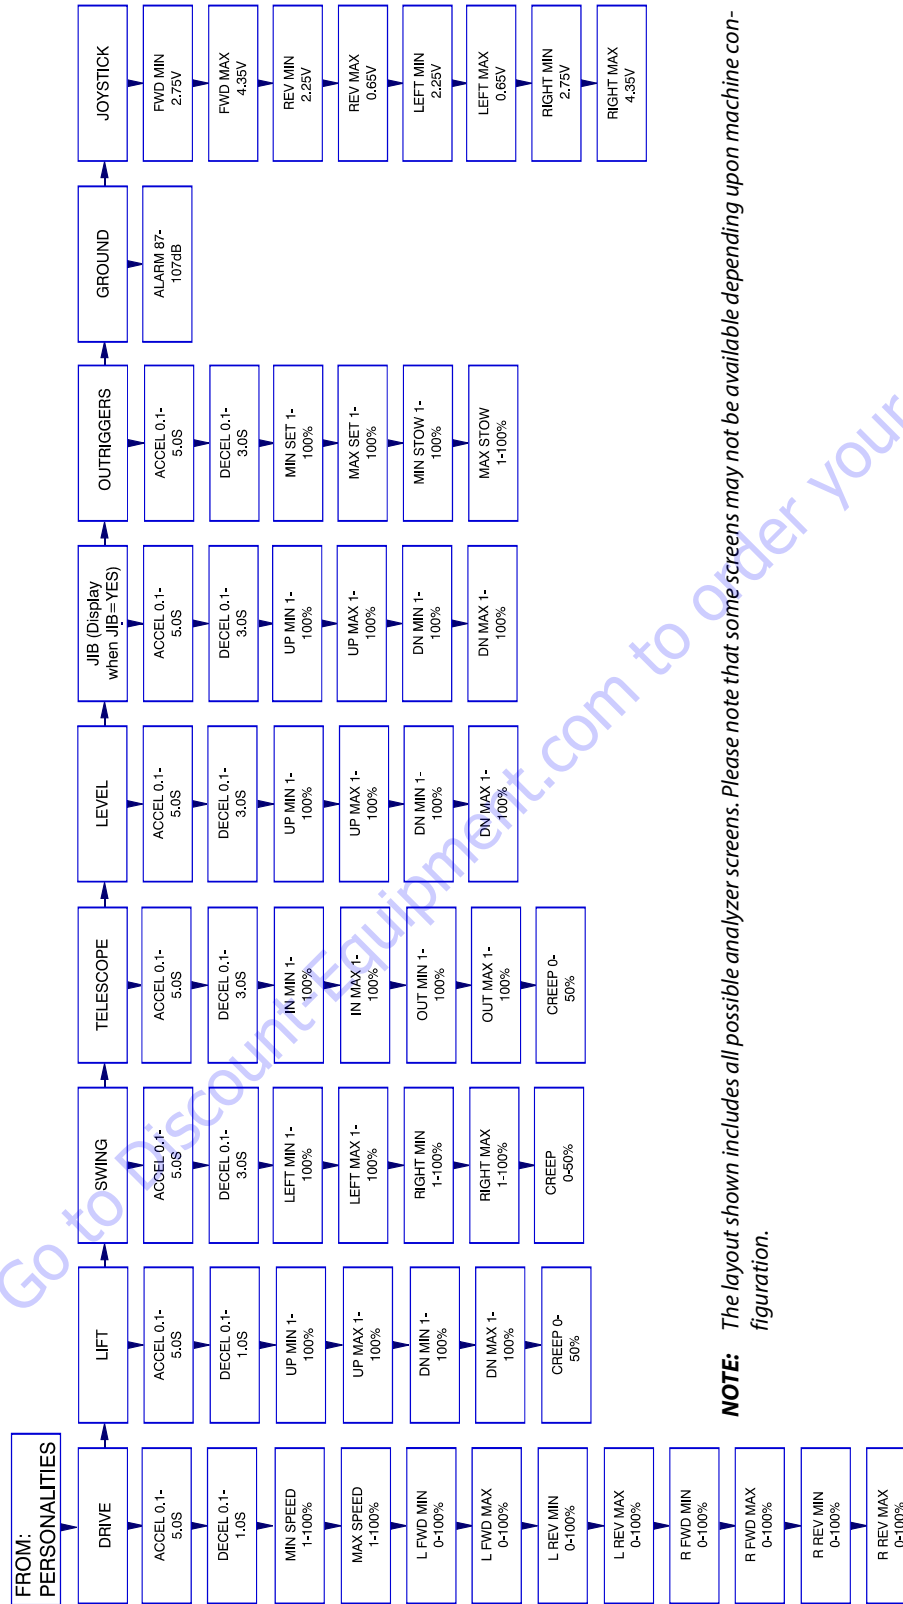 FROM:
PERSONALITIES
DRIVE
ACCEL 0.1-
5.0S
DECEL 0.1-
1.0S
MIN SPEED
1-100%
MAX SPEED
1-100%
L FWD MIN
0-100%
L FWD MAX
0-100%
L REV MIN
0-100%
L REV MAX
0-100%
R FWD MIN
0-100%
R FWD MAX
0-100%
R REV MIN
0-100%
R REV MAX
0-100%
LIFT
ACCEL 0.1-
5.0S
DECEL 0.1-
1.0S
UP MIN 1-
100%
UP MAX 1-
100%
DN MIN 1-
100%
DN MAX 1-
100%
CREEP 0-
50%
SWING
ACCEL 0.1-
5.0S
DECEL 0.1-
3.0S
LEFT MIN 1-
100%
LEFT MAX 1-
100%
RIGHT MIN
1-100%
RIGHT MAX
1-100%
CREEP
0-50%
TELESCOPE
ACCEL 0.1-
5.0S
DECEL 0.1-
3.0S
IN MIN 1-
100%
IN MAX 1-
100%
OUT MIN 1-
100%
OUT MAX 1-
100%
CREEP 0-
50%
LEVEL
ACCEL 0.1-
5.0S
DECEL 0.1-
3.0S
UP MIN 1-
100%
UP MAX 1-
100%
DN MIN 1-
100%
DN MAX 1-
100%
JIB (Display
when JIB=YES)
ACCEL 0.1-
5.0S
DECEL 0.1-
3.0S
UP MIN 1-
100%
UP MAX 1-
100%
DN MIN 1-
100%
DN MAX 1-
100%
OUTRIGGERS
ACCEL 0.1-
5.0S
DECEL 0.1-
3.0S
MIN SET 1-
100%
MAX SET 1-
100%
MIN STOW 1-
100%
MAX STOW
1-100%
GROUND
ALARM 87-
107dB
JOYSTICK
FWD MIN
2.75V
FWD MAX
4.35V
REV MIN
2.25V
REV MAX
0.65V
LEFT MIN
2.25V
LEFT MAX
0.65V
RIGHT MIN
2.75V
RIGHT MAX
4.35V
NOTE: The layout shown includes all possible analyzer screens. Please note that some screens may not be available depending upon machine con-
figuration.
Go to Discount-Equipment.com to order your